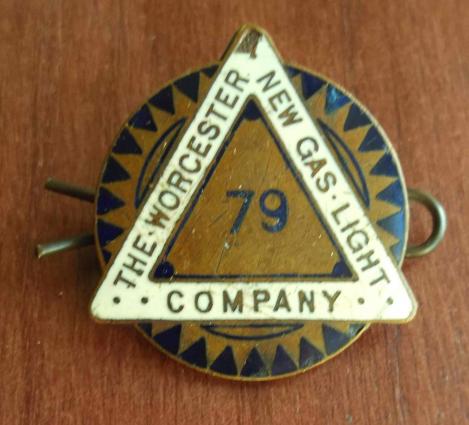 THE·WORCESTER
NEW GAS·LIGHT
··COMPANY··
79